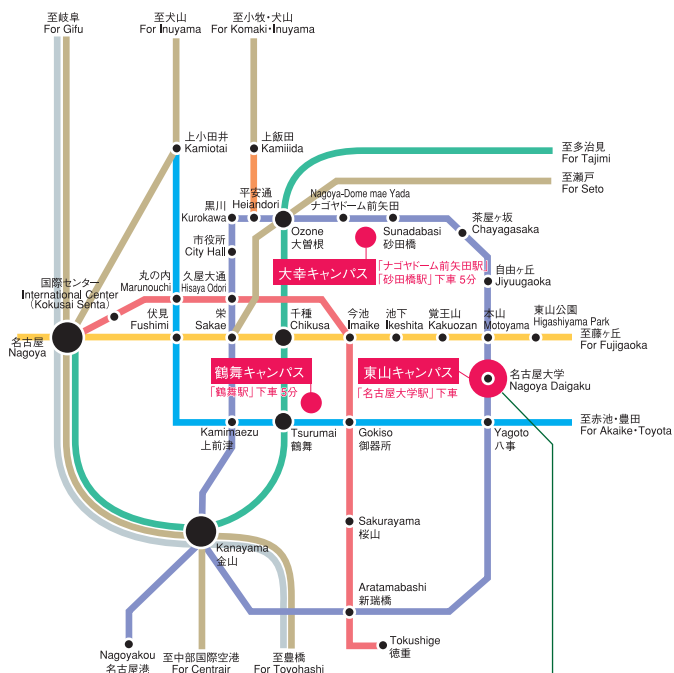 至岐阜
For Gifu
至犬山
For Inuyama
至小牧・犬山
For Komaki・Inuyama
上小田井
Kamiotai
上飯田
Kamiiida
至多治見
For Tajimi
至瀬戸
For Seto
黒川
Kurokawa
平安通
Heiandori
Nagoya-Dome mae Yada
ナゴヤドーム前矢田
Ozone
大曽根
Sunadabasi
砂田橋
茶屋ヶ坂
Chayagasaka
市役所
City Hall
大幸キャンパス
「ナゴヤドーム前矢田駅」
「砂田橋駅」下車 5分
自由ヶ丘
Jiyuugaoka
国際センター
International Center
(Kokusai Senta)
丸の内
Marunouchi
久屋大通
Hisaya Odori
名古屋
Nagoya
伏見
Fushimi
栄
Sakae
千種
Chikusa
今池
Imaike
池下
Ikeshita
覚王山
Kakuozan
本山
Motoyama
東山公園
Higashiyama Park
至藤ヶ丘
For Fujigaoka
鶴舞キャンパス
「鶴舞駅」下車 5分
東山キャンパス
「名古屋大学駅」下車
名古屋大学
Nagoya Daigaku
Kamimaezu
上前津
Tsurumai
鶴舞
Gokiso
御器所
Yagoto
八事
至赤池・豊田
For Akaike・Toyota
Sakurayama
桜山
Kanayama
金山
Aratamabashi
新瑞橋
Nagoyakou
名古屋港
至中部国際空港
For Centrair
至豊橋
For Toyohashi
Tokushige
徳重